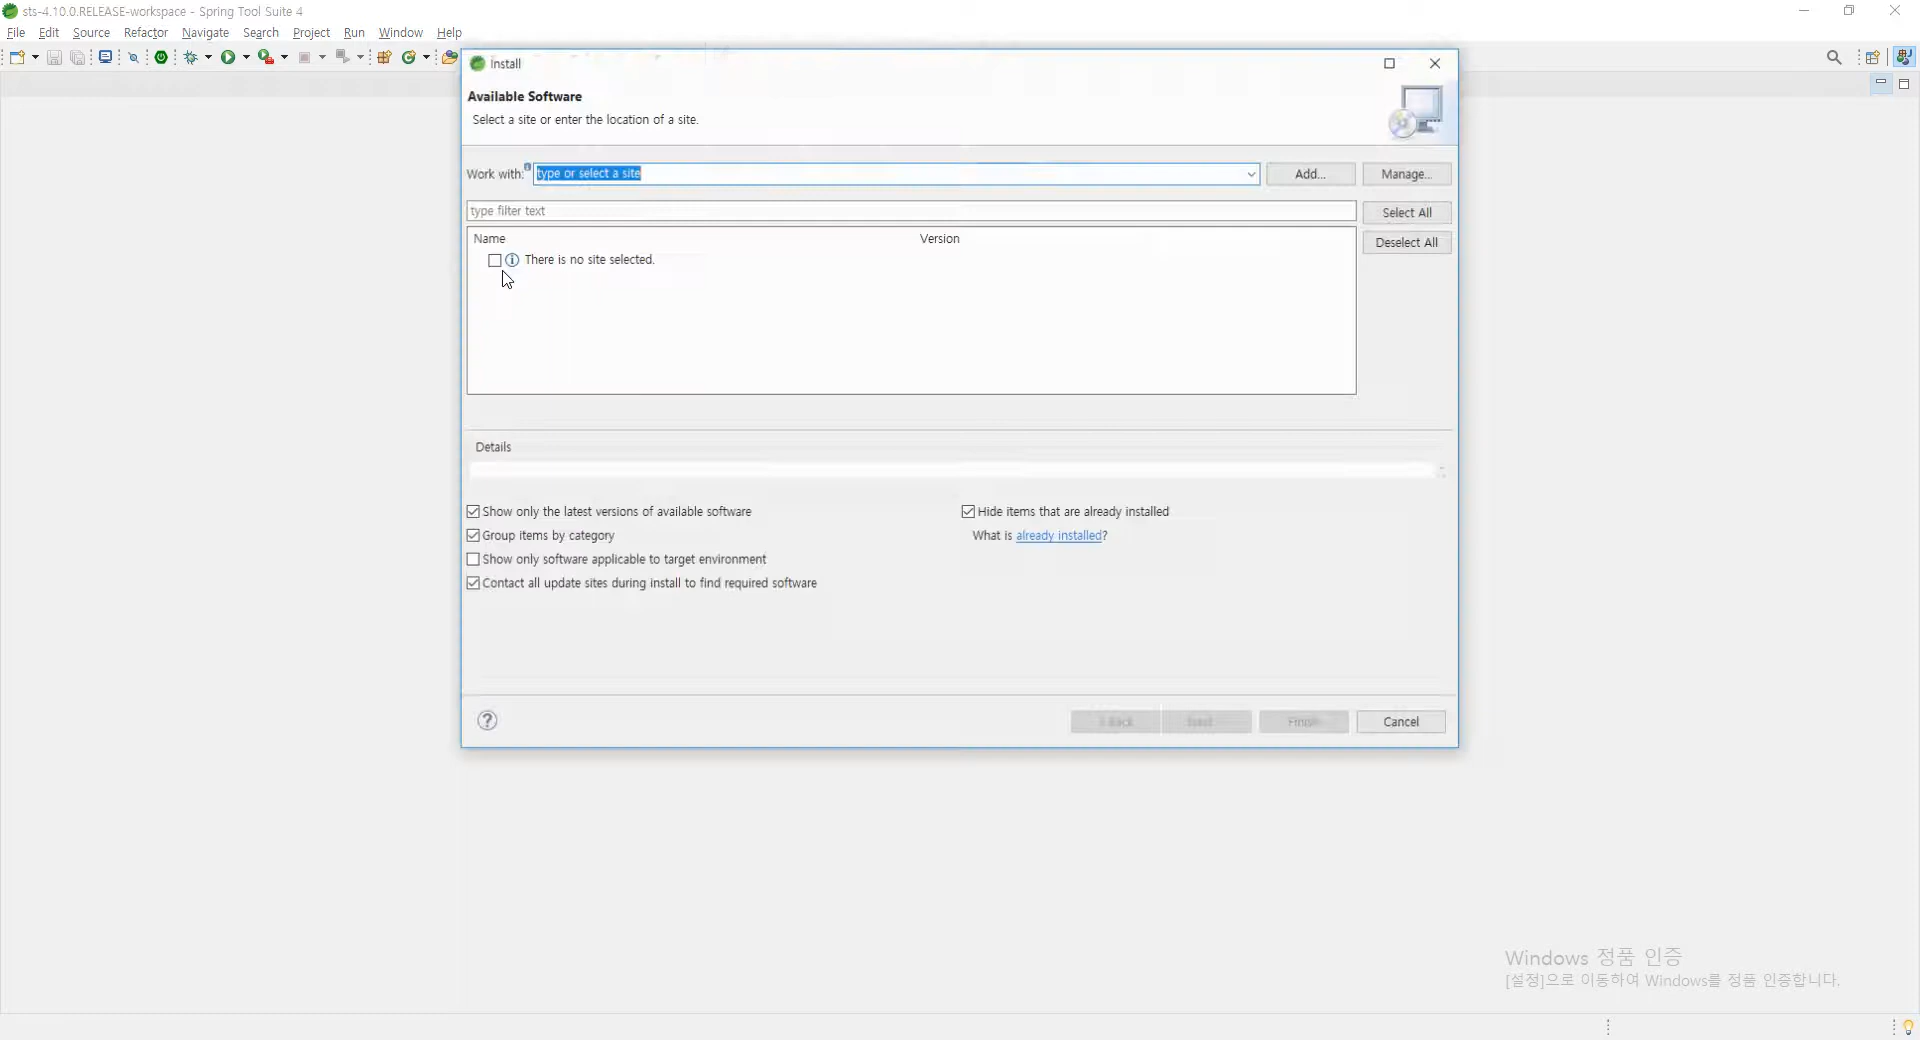 sts-4.10.0.RELEASE-workspace - Spring Tool Suite 4
File Edit Source Refactor Navigate Search Project Run Window Help
Install
Available Software
Select a site or enter the location of a site.
Work with: type or select a site Add... Manage...
type filter text Select All
Name Version Deselect All
There is no site selected.
Details
Show only the latest versions of available software Hide items that are already installed
Group items by category What is already installed?
Show only software applicable to target environment
Contact all update sites during install to find required software
< Back Next > Finish Cancel
Windows 정품 인증
[설정]으로 이동하여 Windows를 정품 인증합니다.